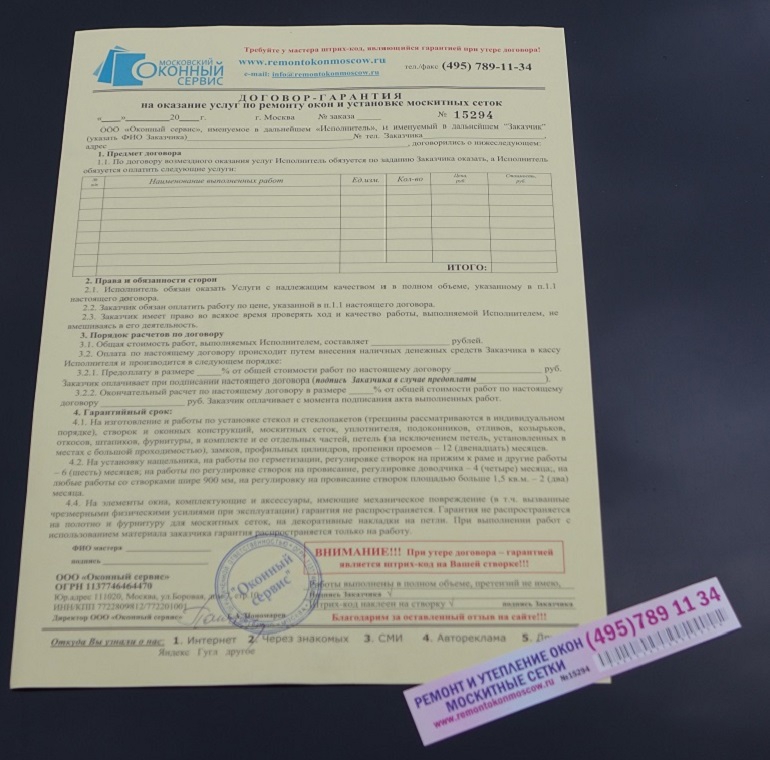 Требуйте у мастера штрих-код, являющийся гарантией при утере договора!
МОСКОВСКИЙ
ОКОННЫЙ
СЕРВИС
www.remontokonmoscow.ru
e-mail: info@remontokonmoscow.ru
тел./факс (495) 789-11-34
ДОГОВОР-ГАРАНТИЯ
на оказание услуг по ремонту окон и установке москитных сеток
«___»______20___г. г. Москва № заказа _____ № 15294
ООО «Оконный сервис», именуемое в дальнейшем «Исполнитель», и именуемый в дальнейшем "Заказчик"
(указать ФИО Заказчика)____________________№ тел. Заказчика____________________
адрес ________________________________________, договорились о нижеследующем:
1. Предмет договора
1.1. По договору возмездного оказания услуг Исполнитель обязуется по заданию Заказчика оказать, а Исполнитель
обязуется оплатить следующие услуги:
Наименование выполненных работ Ед.изм Кол-во Цена, руб. Стоимость, руб.
ИТОГО:
2. Права и обязанности сторон
2.1. Исполнитель обязан оказать Услуги с надлежащим качеством и в полном объеме, указанному в п.1.1
настоящего договора.
2.2. Заказчик обязан оплатить работу по цене, указанной в п.1.1 настоящего договора.
2.3. Заказчик имеет право во всякое время проверять ход и качество работы, выполняемой Исполнителем, не
вмешиваясь в его деятельность.
3. Порядок расчетов по договору
3.1. Общая стоимость работ, выполняемых Исполнителем, составляет _______________ рублей.
3.2. Оплата по настоящему договору происходит путем внесения наличных денежных средств Заказчика в кассу
Исполнителя и производится в следующем порядке:
3.2.1. Предоплату в размере _____% от общей стоимости работ по настоящему договору _______________ руб.
Заказчик оплачивает при подписании настоящего договора (подпись Заказчика в случае предоплаты ____________).
3.2.2. Окончательный расчет по настоящему договору в размере _____% от общей стоимости работ по настоящему
договору_______________ руб. Заказчик оплачивает с момента подписания акта выполненных работ.
4. Гарантийный срок:
4.1. На изготовление и работы по установке стекол и стеклопакетов (трещины рассматриваются в индивидуальном
порядке), створок и оконных конструкций, москитных сеток, уплотнителя, подоконников, отливов, козырьков,
откосов, штапиков, фурнитуры, в комплекте и ее отдельных частей, петель (за исключением петель, установленных в
местах с большой проходимостью), замков, профильных цилиндров, пропенки проемов – 12 (двенадцать) месяцев.
4.2. На установку нащельника, на работы по герметизации, регулировке створок на прижим к раме и другие работы
– 6 (шесть) месяцев; на работы по регулировке створок на провисание, регулировке доводчика – 4 (четыре) месяца;, на
любые работы со створками шире 900 мм, на регулировку на провисание створок площадью больше 1,5 кв.м. – 2 (два)
месяца.
4.4. На элементы окна, комплектующие и аксессуары, имеющие механическое повреждение (в т.ч. вызванные
чрезмерными физическими усилиями при эксплуатации) гарантия не распространяется. Гарантия не распространяется
на полотно и фурнитуру для москитных сеток, на декоративные накладки на петли. При выполнении работ с
использованием материала заказчика гарантия распространяется только на работу.
ФИО мастера
подпись
ВНИМАНИЕ!!! При утере договора – гарантией
является штрих-код на Вашей створке!!!
ООО «Оконный сервис»
ОГРН 1137746464470
Юр.адрес 111020, Москва, ул.Боровая,
ИНН/КПП 7722809812/772201001
Директор ООО «Оконный сервис»
"Оконный
Сервис"
Работы выполнены в полном объеме, претензий не имею,
Подпись Заказчика √
Штрих-код наклеен на створку √ подпись Заказчика
Благодарим за оставленный отзыв на сайте!!!
Откуда Вы узнали о нас: 1. Интернет 2. Через знакомых 3. СМИ 4. Автореклама 5.
Яндекс Гугл другое
РЕМОНТ И УТЕПЛЕНИЕ ОКОН (495)789 11 34
МОСКИТНЫЕ СЕТКИ
www.remontokonmoscow.ru №15294